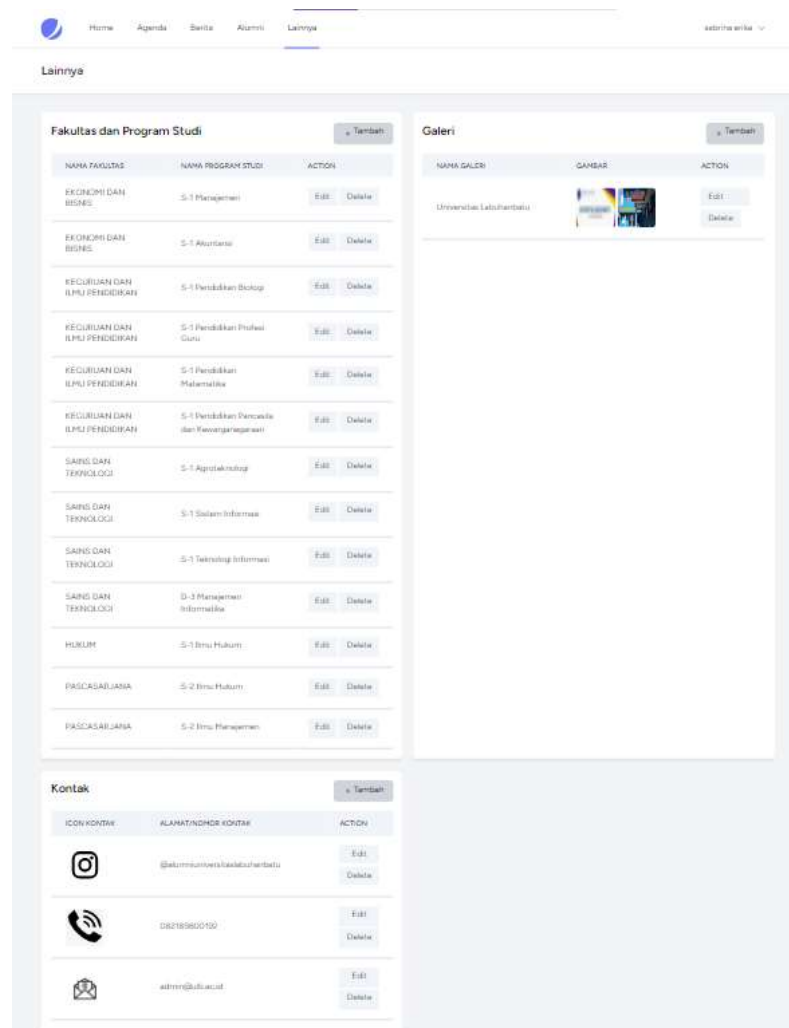 Home Agenda Berita Alumni Lainnya sabrina erika
Lainnya
Fakultas dan Program Studi + Tambah
NAMA FAKULTAS NAMA PROGRAM STUDI ACTION
EKONOMI DAN BISNIS S-1 Manajemen Edit Delete
EKONOMI DAN BISNIS S-1 Akuntansi Edit Delete
KEGURUAN DAN ILMU PENDIDIKAN S-1 Pendidikan Biologi Edit Delete
KEGURUAN DAN ILMU PENDIDIKAN S-1 Pendidikan Profesi Guru Edit Delete
KEGURUAN DAN ILMU PENDIDIKAN S-1 Pendidikan Matematika Edit Delete
KEGURUAN DAN ILMU PENDIDIKAN S-1 Pendidikan Pancasila dan Kewarganegaraan Edit Delete
SAINS DAN TEKNOLOGI S-1 Agroteknologi Edit Delete
SAINS DAN TEKNOLOGI S-1 Sistem Informasi Edit Delete
SAINS DAN TEKNOLOGI S-1 Teknologi Informasi Edit Delete
SAINS DAN TEKNOLOGI D-3 Manajemen Informatika Edit Delete
HUKUM S-1 Ilmu Hukum Edit Delete
PASCASARJANA S-2 Ilmu Hukum Edit Delete
PASCASARJANA S-2 Ilmu Manajemen Edit Delete
Galeri + Tambah
NAMA GALERI GAMBAR ACTION
Universitas Labuhanbatu Edit
Delete
Kontak + Tambah
ICON KONTAK ALAMAT/NOMOR KONTAK ACTION
@alumniuniversitaslabuhanbatu Edit
Delete
Edit
Delete
Edit
Delete